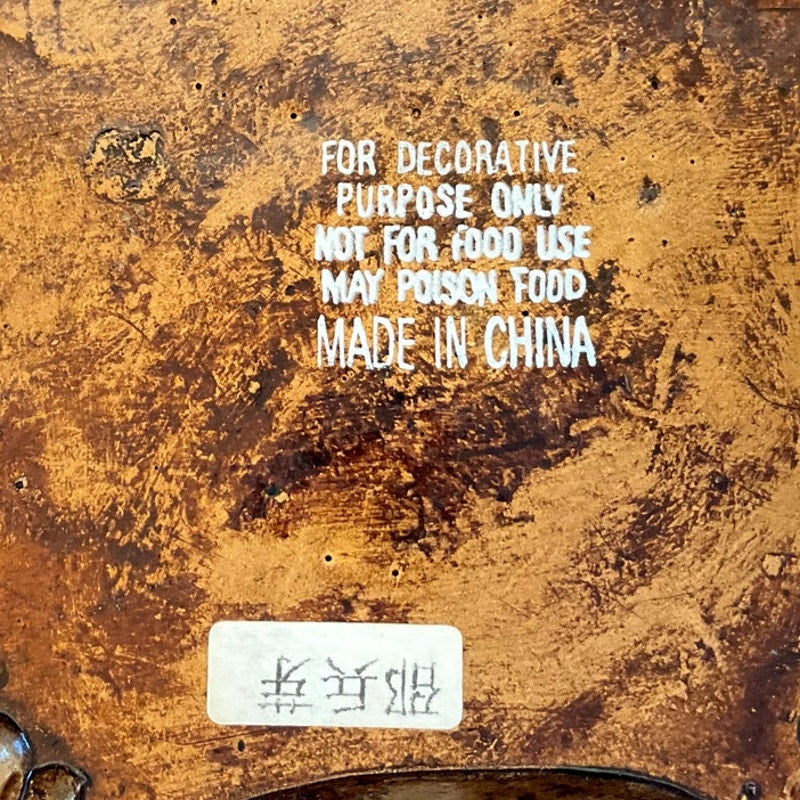 FOR DECORATIVE
PURPOSE ONLY
NOT FOR FOOD USE
MAY POISON FOOD
MADE IN CHINA